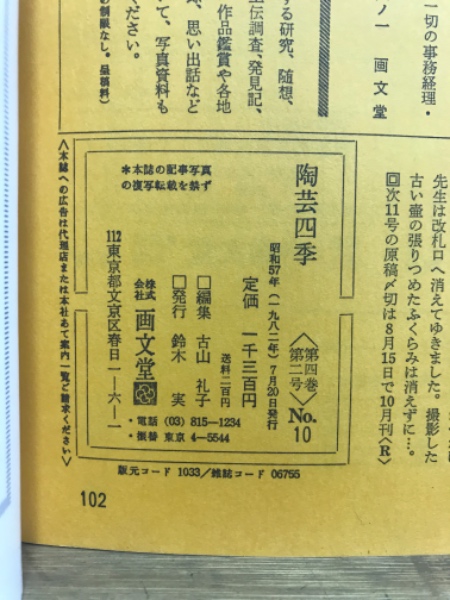 先生は改札口へ消えてゆきました。撮影した
古い壷の張りつめたふくらみは消えずに…。
回次11号の原稿〆切は8月15日で10月刊〈R〉
一切の事務経理・
ノ一 画文堂
する研究、随想、
伝調査、発見記、
作品鑑賞や各地
、思い出話など
て、写真資料も
ください。
の制限なし。呈稿料)
陶芸四季
〈第四巻
第二号〉
No.
10
昭和57年(一九八二年)7月20日発行
定価 一千三百円
送料二百円
□編集 古山 礼子
□発行 鈴木 実
株式
会社 画文堂
112東京都文京区春日一ー六ー一
・電話 (03) 815—1234
・振替 東京 4—5544
*本誌の記事写真
の複写転載を禁ず
〈本誌への広告は代理店または本社あて案内一覧ご請求ください〉
版元コード 1033/雑誌コード 06755
102